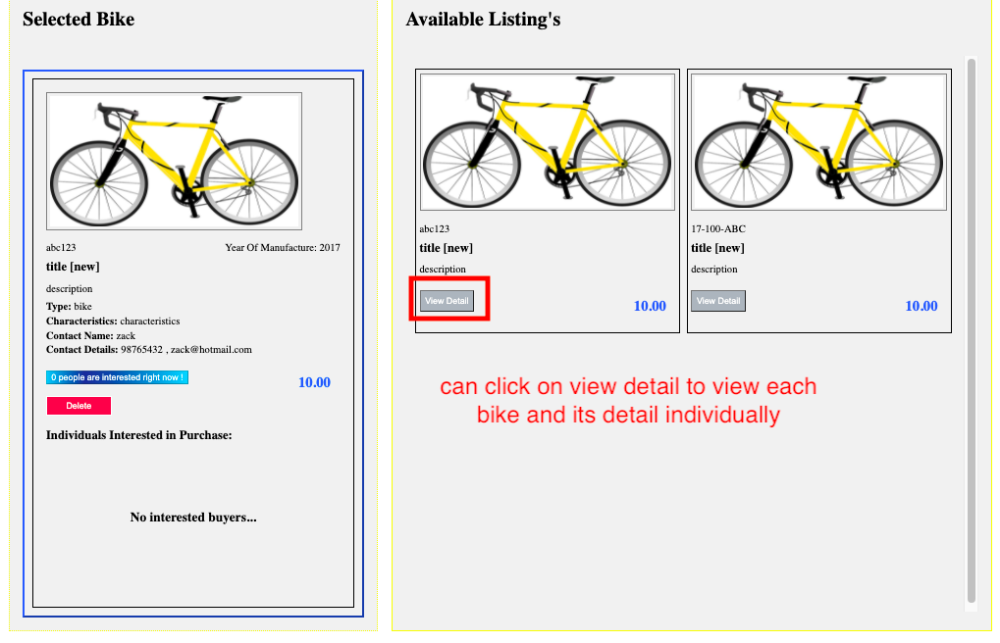 Selected Bike
abc123 Year Of Manufacture: 2017
title [new]
description
Type: bike
Characteristics: characteristics
Contact Name: zack
Contact Details: 98765432 , zack@hotmail.com
0 people are interested right now !
10.00
Delete
Individuals Interested in Purchase:
No interested buyers...
Available Listing's
abc123
title [new]
description
View Detail
10.00
17-100-ABC
title [new]
description
View Detail
10.00
can click on view detail to view each
bike and its detail individually